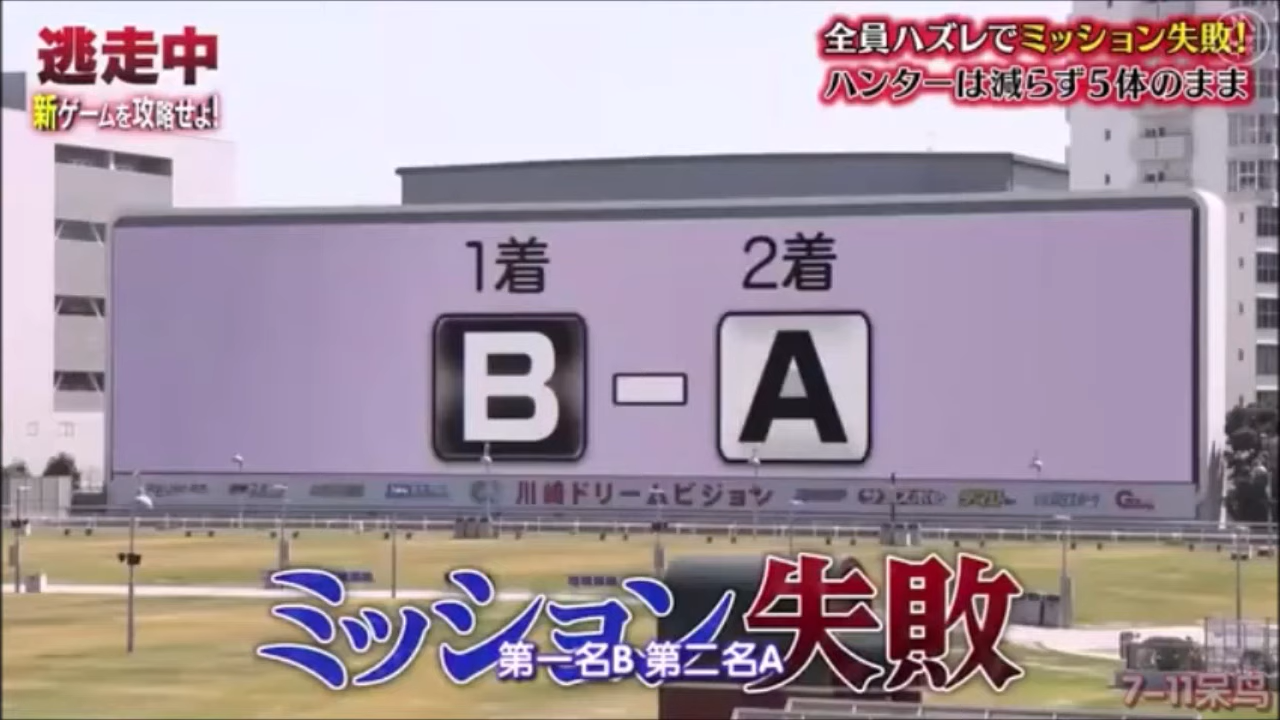 逃走中
新ゲームを攻略せよ!
全員ハズレでミッション失敗!
ハンターは減らず5体のまま
1着 2着
B - A
川崎ドリームビジョン
ミッション失敗
第一名B 第二名A
7-11呆鸟